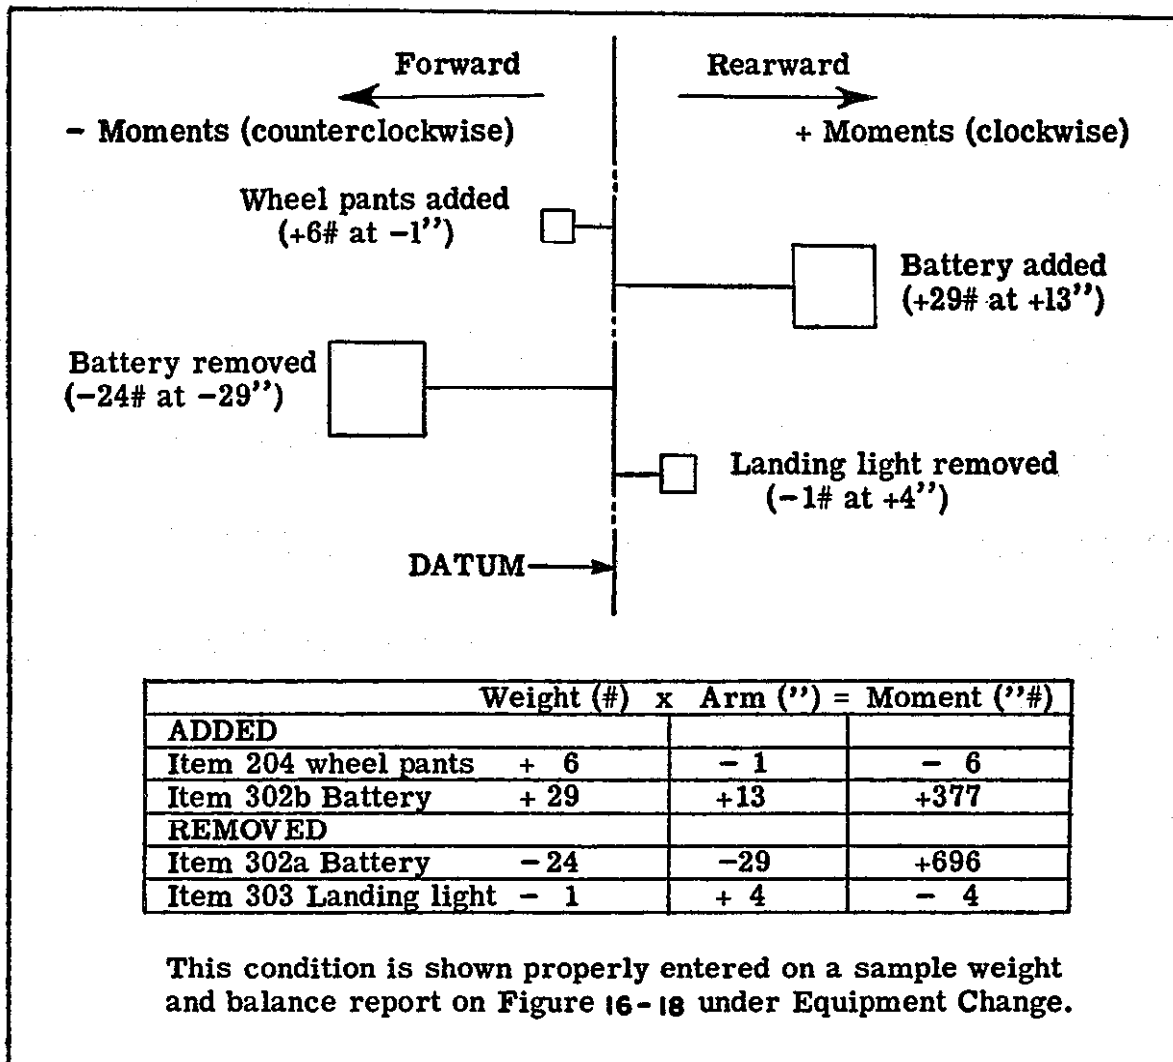 Forward Rearward
− Moments (counterclockwise) + Moments (clockwise)
Wheel pants added
(+6# at −1’’)
Battery added
(+29# at +13’’)
Battery removed
(−24# at −29’’)
Landing light removed
(−1# at +4’’)
DATUM
Weight (#) x Arm (’’) = Moment (’’#)
ADDED
Item 204 wheel pants + 6 − 1 − 6
Item 302b Battery + 29 +13 +377
REMOVED
Item 302a Battery −24 −29 +696
Item 303 Landing light − 1 + 4 − 4
This condition is shown properly entered on a sample weight
and balance report on Figure 16-18 under Equipment Change.